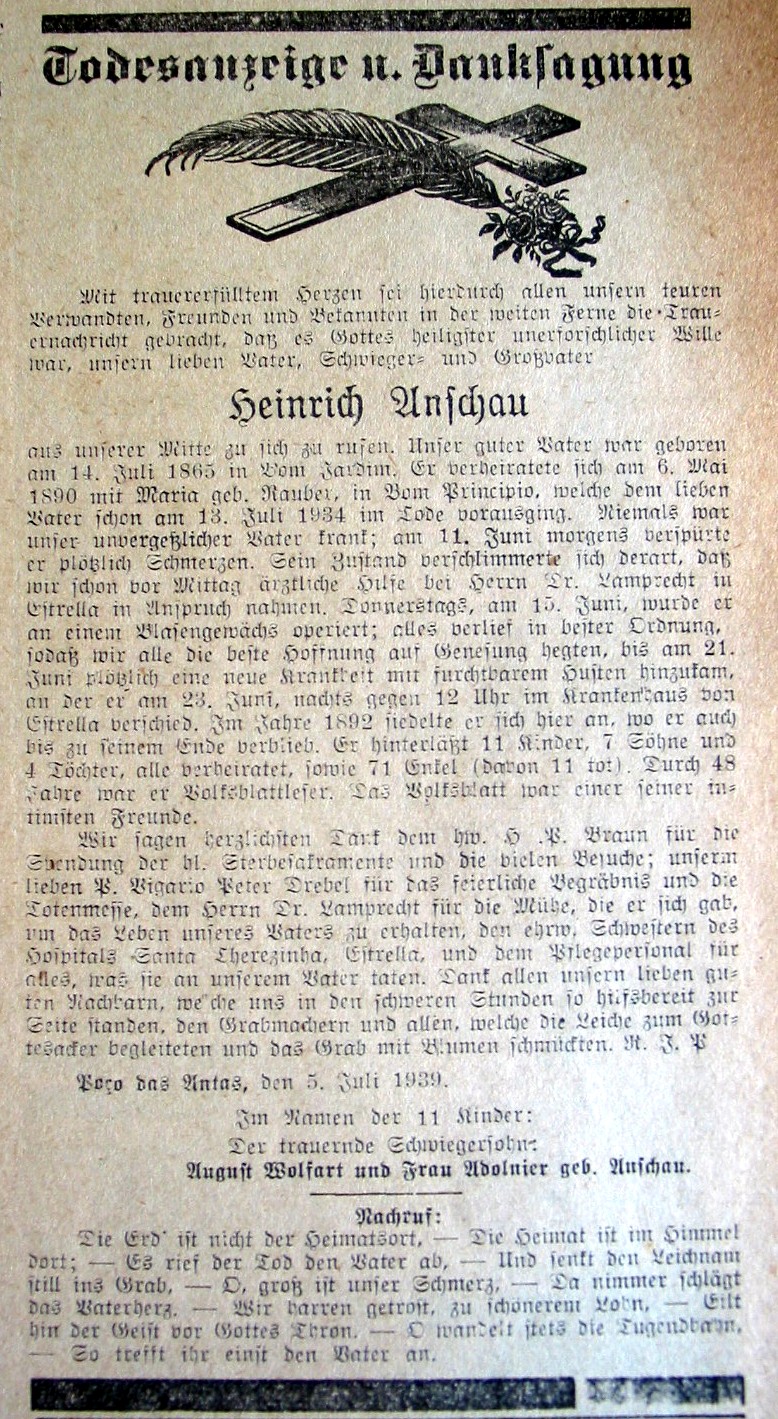 Todesanzeige u. Danksagung
Mit trauererfülltem Herzen sei hierdurch allen unsern teuren
Verwandten, Freunden und Bekannten in der weiten Ferne die Trau-
ernachricht gebracht, daß es Gottes heiligster unerforschlicher Wille
war, unsern lieben Vater, Schwieger- und Großvater
Heinrich Anschau
aus unserer Mitte zu sich zu rufen. Unser guter Vater war geboren
am 14. Juli 1865 in Bom Jardim. Er verheiratete sich am 6. Mai
1890 mit Maria geb. Rauber, in Bom Principio, welche dem lieben
Vater schon am 13. Juli 1934 im Tode vorausging. Niemals war
unser unvergeßlicher Vater krank; am 11. Juni morgens verspürte
er plötzlich Schmerzen. Sein Zustand verschlimmerte sich derart, daß
wir schon vor Mittag ärztliche Hilfe bei Herrn Dr. Lamprecht in
Estrella in Anspruch nahmen. Donnerstags, am 15. Juni, wurde er
an einem Blasengewächs operiert; alles verlief in bester Ordnung,
sodaß wir alle die beste Hoffnung auf Genesung hegten, bis am 21.
Juni plötzlich eine neue Krankheit mit furchtbarem Husten hinzukam,
an der er am 23. Juni, nachts gegen 12 Uhr im Krankenhaus von
Estrella verschied. Im Jahre 1892 siedelte er sich hier an, wo er auch
bis zu seinem Ende verblieb. Er hinterläßt 11 Kinder, 7 Söhne und
4 Töchter, alle verheiratet, sowie 71 Enkel (davon 11 tot). Durch 48
Jahre war er Volksblattleser. Das Volksblatt war einer seiner in-
timsten Freunde.
Wir sagen herzlichsten Dank dem hw. H .P. Braun für die
Spendung der hl. Sterbesakramente und die vielen Besuche; unserm
lieben P. Vigario Peter Drebel für das feierliche Begräbnis und die
Totenmesse, dem Herrn Dr. Lamprecht für die Mühe, die er sich gab,
um das Leben unseres Vaters zu erhalten, den ehrw. Schwestern des
Hospitals Santa Therezinha, Estrella, und dem Pflegepersonal für
alles, was sie an unserem Vater taten. Dank allen unsern lieben gu-
ten Nachbarn, welche uns in den schweren Stunden so hilfsbereit zur
Seite standen, den Grabmachern und allen, welche die Leiche zum Got-
tesacker begleiteten und das Grab mit Blumen schmückten. R. I. P
Poço das Antas, den 5. Juli 1939.
Im Namen der 11 Kinder:
Der trauernde Schwiegersohn:
August Wolfart und Frau Adolnier geb. Anschau.
Nachruf:
Die Erd' ist nicht der Heimatsort, — Die Heimat ist im Himmel
dort; — Es rief der Tod den Vater ab, — Und senkt den Leichnam
still ins Grab, — O, groß ist unser Schmerz, — Da nimmer schlägt
das Vaterherz. — Wir harren getrost, zu schönerem Lohn, — Eilt
hin der Geist vor Gottes Thron. — O wandelt stets die Tugendbahn,
— So trefft ihr einst den Vater an.